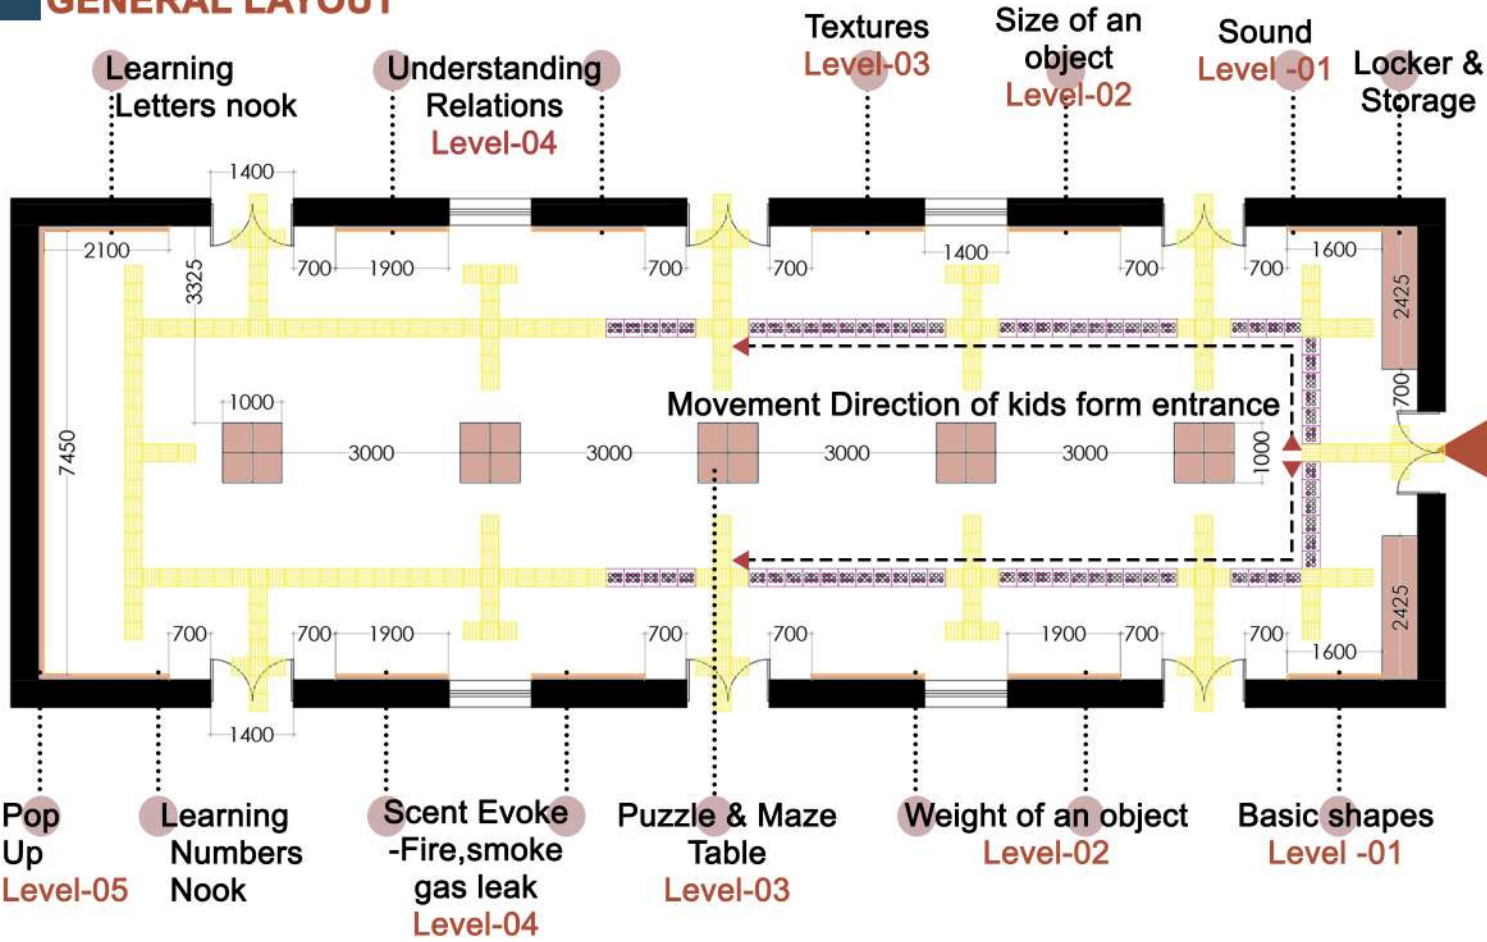 GENERAL LAYOUT
Learning
Letters nook
Understanding
Relations
Level-04
Textures
Level-03
Size of an
object
Level-02
Sound
Level -01
Locker &
Storage
1400
2100
3325
700
1900
700
700
1400
700
700
1600
2425
1000
Movement Direction of kids form entrance
700
7450
3000
3000
3000
3000
1000
700
700
1900
700
700
1900
700
700
1600
2425
1400
Pop
Up
Level-05
Learning
Numbers
Nook
Scent Evoke
-Fire,smoke
gas leak
Level-04
Puzzle & Maze
Table
Level-03
Weight of an object
Level-02
Basic shapes
Level -01